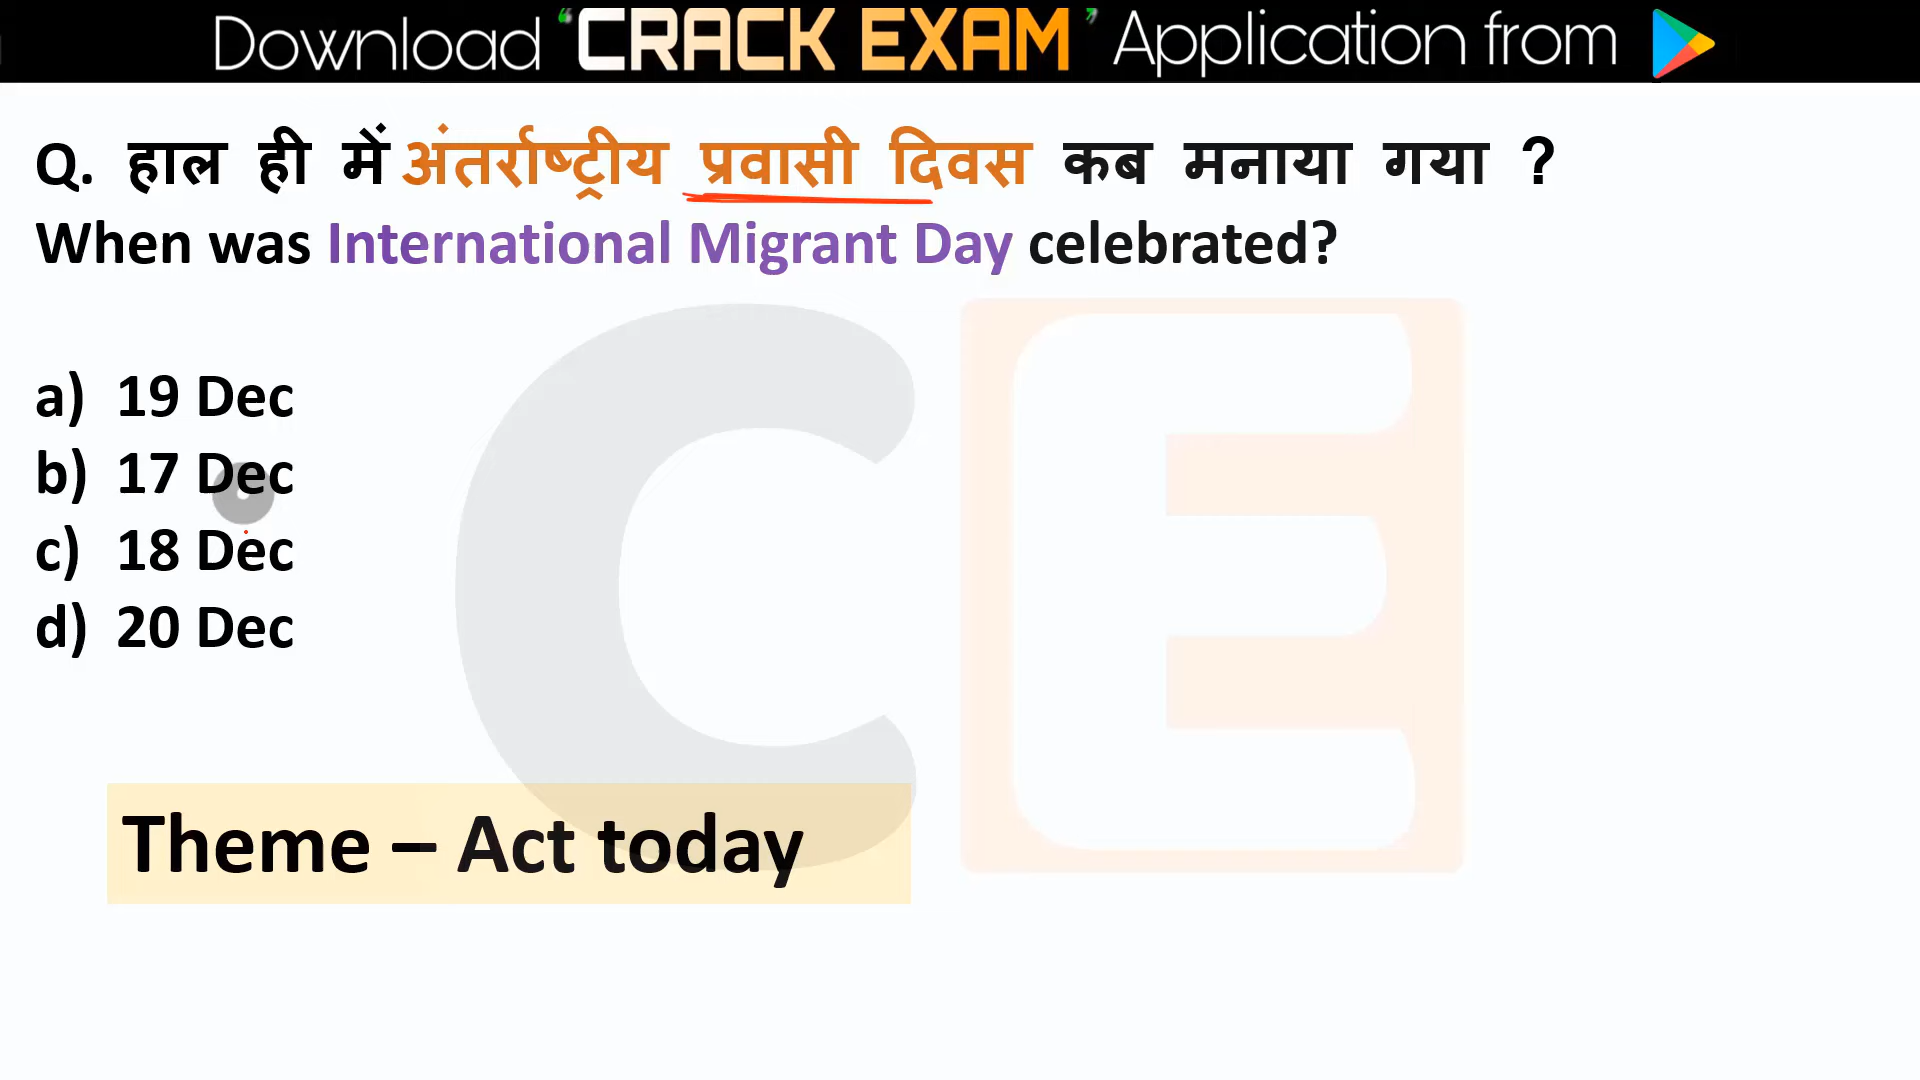 Download ‘CRACK EXAM’ Application from
Q. हाल ही में अंतर्राष्ट्रीय प्रवासी दिवस कब मनाया गया ?
When was International Migrant Day celebrated?
a) 19 Dec
b) 17 Dec
c) 18 Dec
d) 20 Dec
Theme – Act today
CE